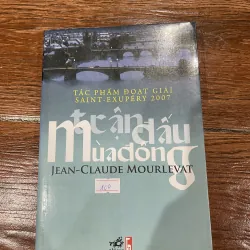 TÁC PHẨM ĐOẠT GIẢI
SAINT-EXUPÉRY 2007
trận đấu
mùa đông
JEAN-CLAUDE MOURLEVAT